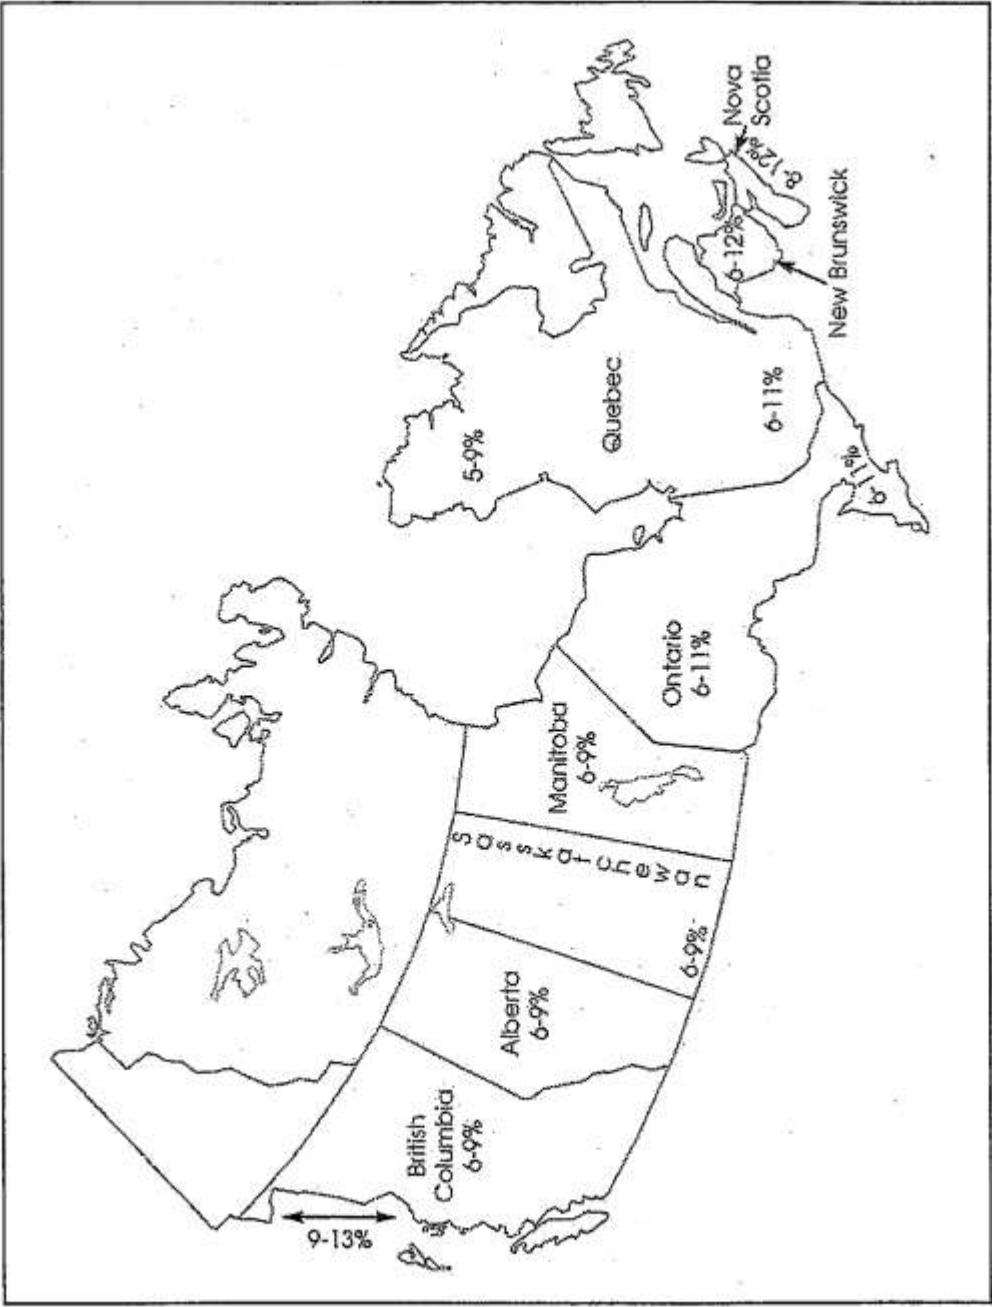 9-13%
British
Columbia
6-9%
Alberta
6-9%
Saskatchewan
6-9%
Manitoba
6-9%
Ontario
6-11%
5-9%
Quebec
6-11%
6-11%
6-12%
New Brunswick
8-12%
Nova
Scotia